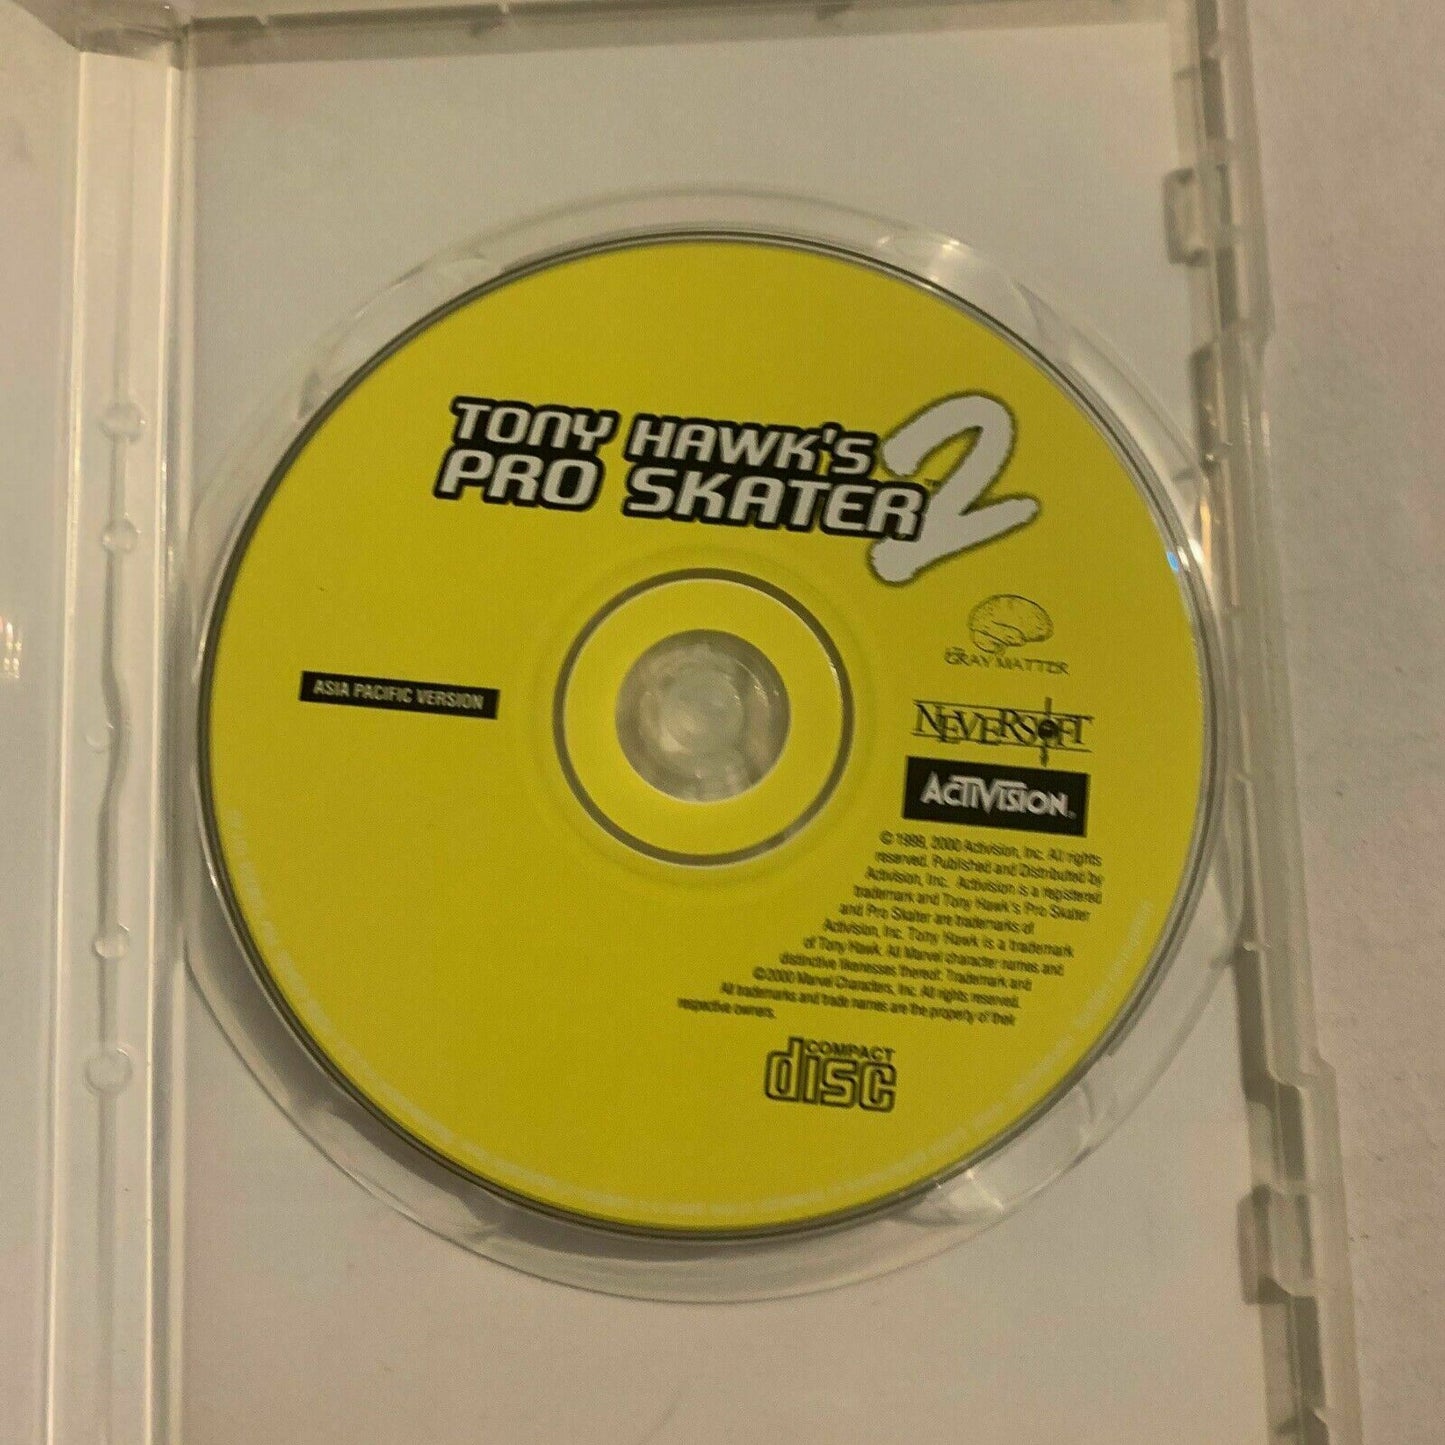 TONY HAWK'S
PRO SKATER™ 2
GRAY MATTER
ASIA PACIFIC VERSION
NEVERSOFT
ACTIVISION®
© 1999, 2000 Activision, Inc. All rights
reserved. Published and Distributed by
Activision, Inc. Activision is a registered
trademark and Tony Hawk's Pro Skater
and Pro Skater are trademarks of
Activision, Inc. Tony Hawk is a trademark
of Tony Hawk. All Marvel character names and
distinctive likenesses thereof: Trademark and
©2000 Marvel Characters, Inc. All rights reserved.
All trademarks and trade names are the property of their
respective owners.
COMPACT
disc